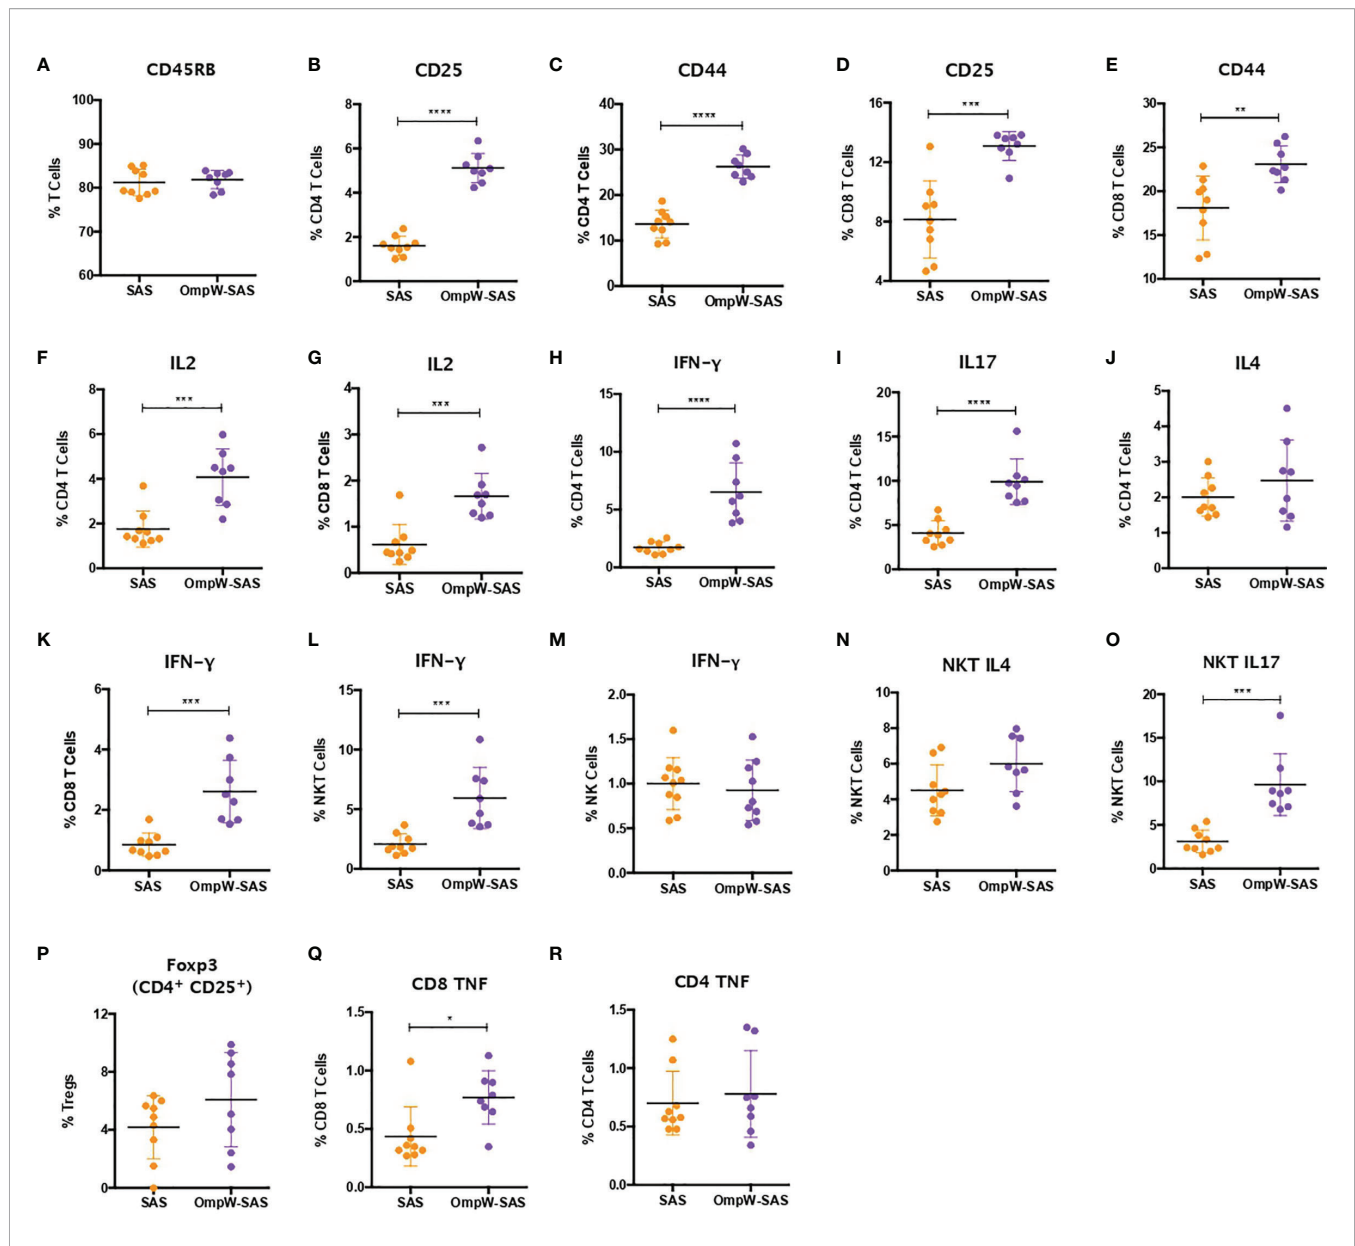 A
CD45RB
100
90
80
70
60
% T Cells
SAS
OmpW-SAS
B
CD25
****
8
6
4
2
0
% CD4 T Cells
SAS
OmpW-SAS
C
CD44
****
40
30
20
10
0
% CD4 T Cells
SAS
OmpW-SAS
D
CD25
***
16
12
8
4
% CD8 T Cells
SAS
OmpW-SAS
E
CD44
**
30
25
20
15
10
% CD8 T Cells
SAS
OmpW-SAS
F
IL2
***
8
6
4
2
0
% CD4 T Cells
SAS
OmpW-SAS
G
IL2
***
4
3
2
1
0
% CD8 T Cells
SAS
OmpW-SAS
H
IFN-γ
****
15
10
5
0
% CD4 T Cells
SAS
OmpW-SAS
I
IL17
****
20
15
10
5
0
% CD4 T Cells
SAS
OmpW-SAS
J
IL4
5
4
3
2
1
0
% CD4 T Cells
SAS
OmpW-SAS
K
IFN-γ
***
6
4
2
0
% CD8 T Cells
SAS
OmpW-SAS
L
IFN-γ
***
15
10
5
0
% NKT Cells
SAS
OmpW-SAS
M
IFN-γ
2.0
1.5
1.0
0.5
0.0
% NK Cells
SAS
OmpW-SAS
N
NKT IL4
10
8
6
4
2
0
% NKT Cells
SAS
OmpW-SAS
O
NKT IL17
***
20
15
10
5
0
% NKT Cells
SAS
OmpW-SAS
P
Foxp3
(CD4⁺ CD25⁺)
12
8
4
0
% Tregs
SAS
OmpW-SAS
Q
CD8 TNF
*
1.5
1.0
0.5
0.0
% CD8 T Cells
SAS
OmpW-SAS
R
CD4 TNF
1.5
1.0
0.5
0.0
% CD4 T Cells
SAS
OmpW-SAS